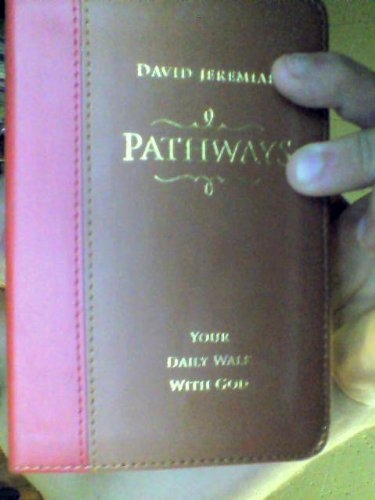 DAVID JEREMIAH
PATHWAYS
YOUR
DAILY WALK
WITH GOD